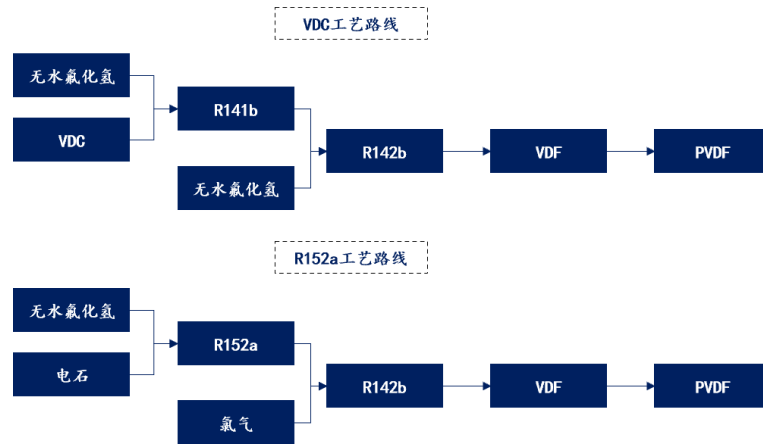 VDC工艺路线
无水氟化氢
VDC
R141b
无水氟化氢
R142b
VDF
PVDF
R152a工艺路线
无水氟化氢
电石
R152a
氯气
R142b
VDF
PVDF